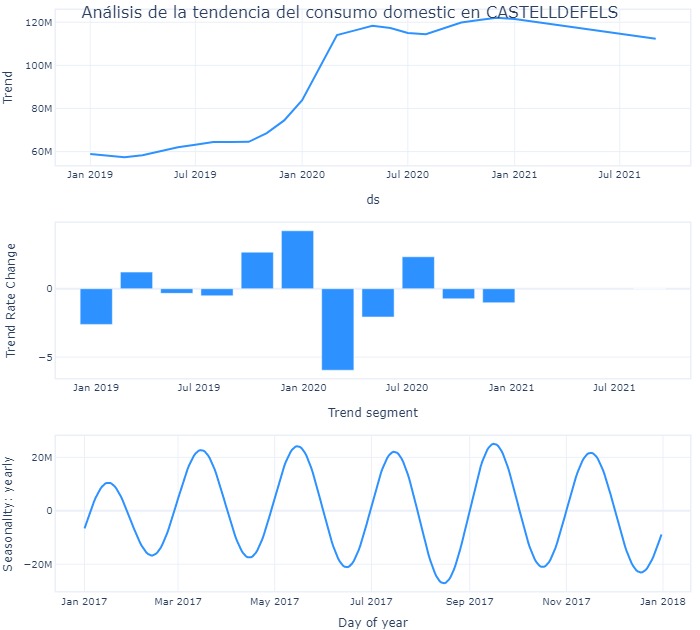 Análisis de la tendencia del consumo domestic en CASTELLDEFELS
120M
100M
80M
60M
Trend
Jan 2019 Jul 2019 Jan 2020 Jul 2020 Jan 2021 Jul 2021
ds
0
−5
Trend Rate Change
Jan 2019 Jul 2019 Jan 2020 Jul 2020 Jan 2021 Jul 2021
Trend segment
20M
0
−20M
Seasonality: yearly
Jan 2017 Mar 2017 May 2017 Jul 2017 Sep 2017 Nov 2017 Jan 2018
Day of year